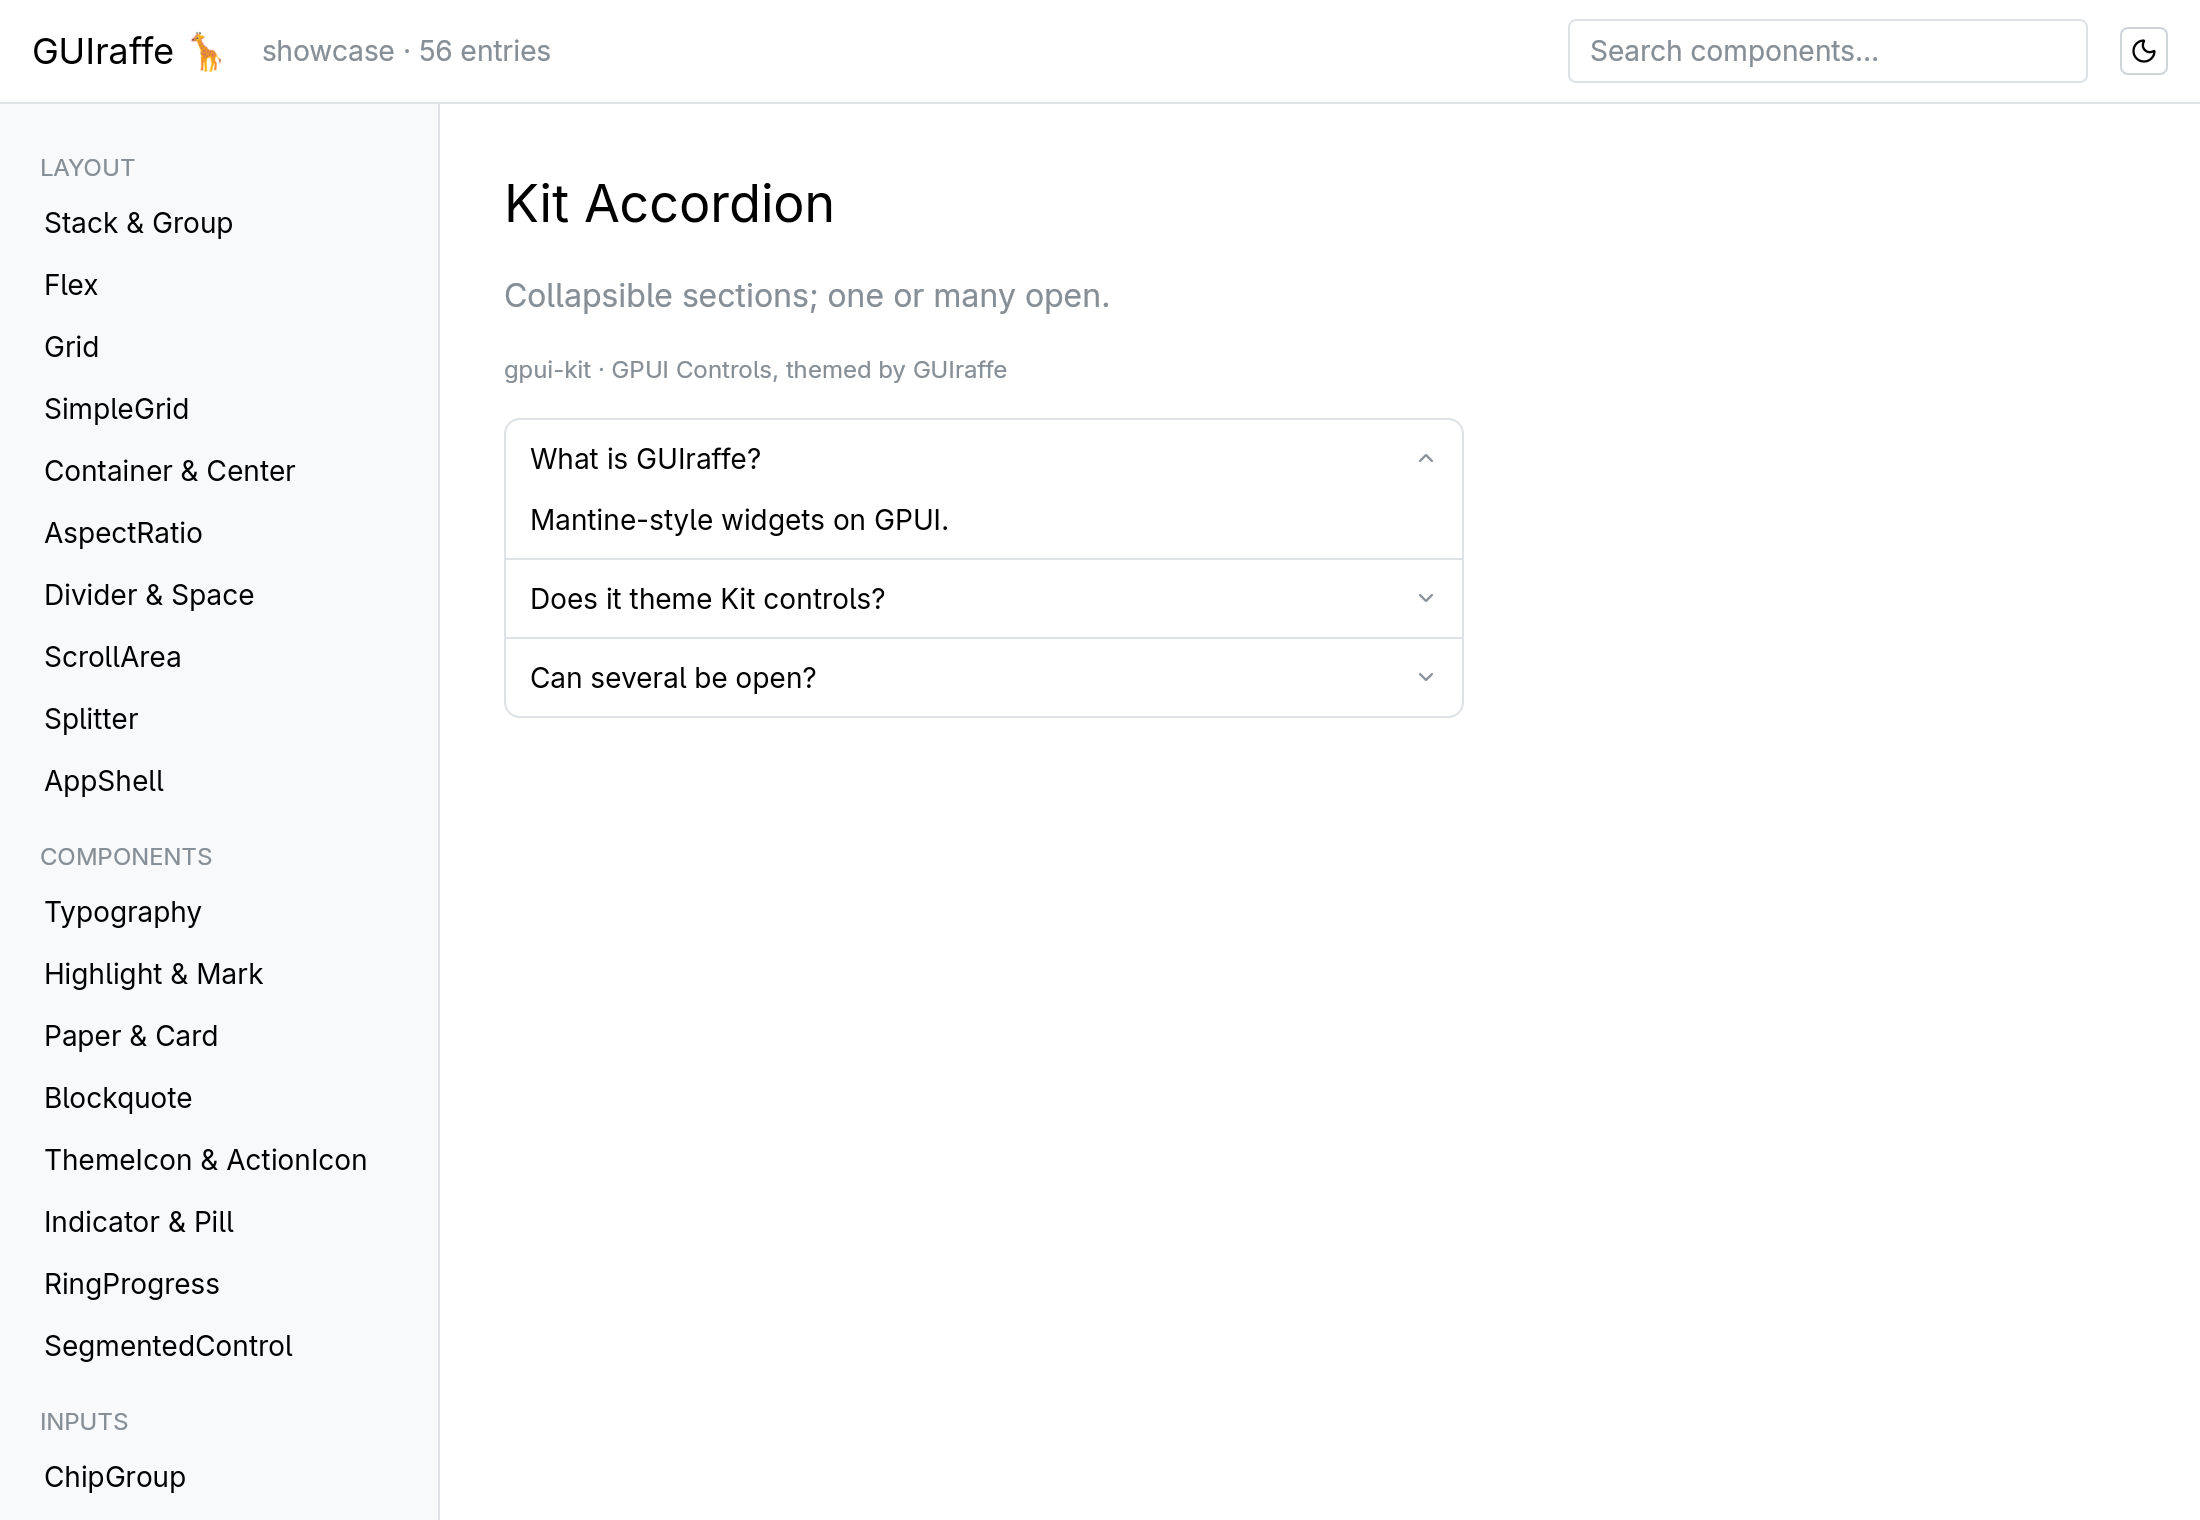 GUIraffe 🦒 showcase · 56 entries
Search components...
LAYOUT
Stack & Group
Flex
Grid
SimpleGrid
Container & Center
AspectRatio
Divider & Space
ScrollArea
Splitter
AppShell
COMPONENTS
Typography
Highlight & Mark
Paper & Card
Blockquote
ThemeIcon & ActionIcon
Indicator & Pill
RingProgress
SegmentedControl
INPUTS
ChipGroup
Kit Accordion
Collapsible sections; one or many open.
gpui-kit · GPUI Controls, themed by GUIraffe
What is GUIraffe?
Mantine-style widgets on GPUI.
Does it theme Kit controls?
Can several be open?